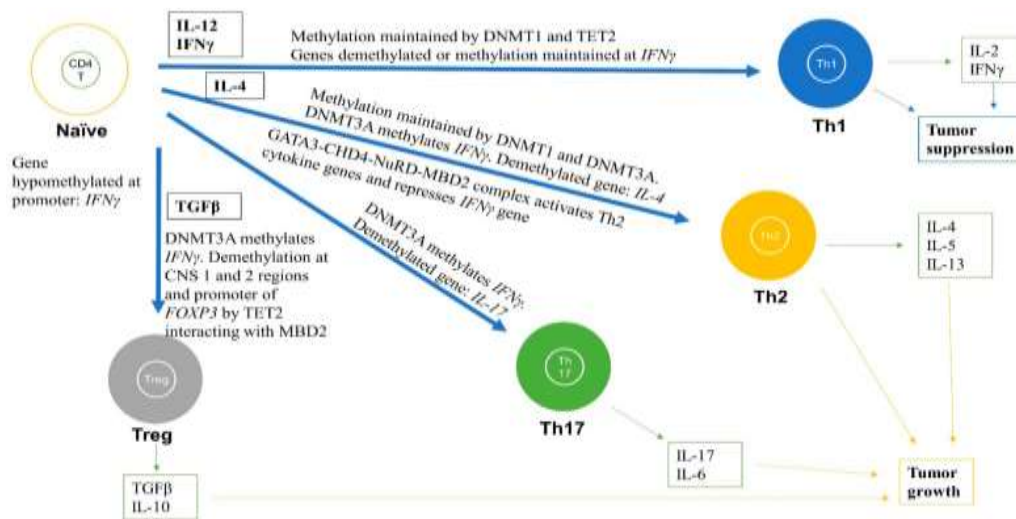 CD4
T
Naïve
Gene
hypomethylated at
promoter: IFNγ
IL-12
IFNγ
Methylation maintained by DNMT1 and TET2
Genes demethylated or methylation maintained at IFNγ
Th1
Th1
IL-2
IFNγ
Tumor
suppression
IL-4
Methylation maintained by DNMT1 and DNMT3A.
DNMT3A methylates IFNγ. Demethylated gene: IL-4
GATA3-CHD4-NuRD-MBD2 complex activates Th2
cytokine genes and represses IFNγ gene
Th2
Th2
IL-4
IL-5
IL-13
DNMT3A methylates IFNγ.
Demethylated gene: IL-17
Th
17
Th17
IL-17
IL-6
TGFβ
DNMT3A methylates
IFNγ. Demethylation at
CNS 1 and 2 regions
and promoter of
FOXP3 by TET2
interacting with MBD2
Treg
Treg
TGFβ
IL-10
Tumor
growth